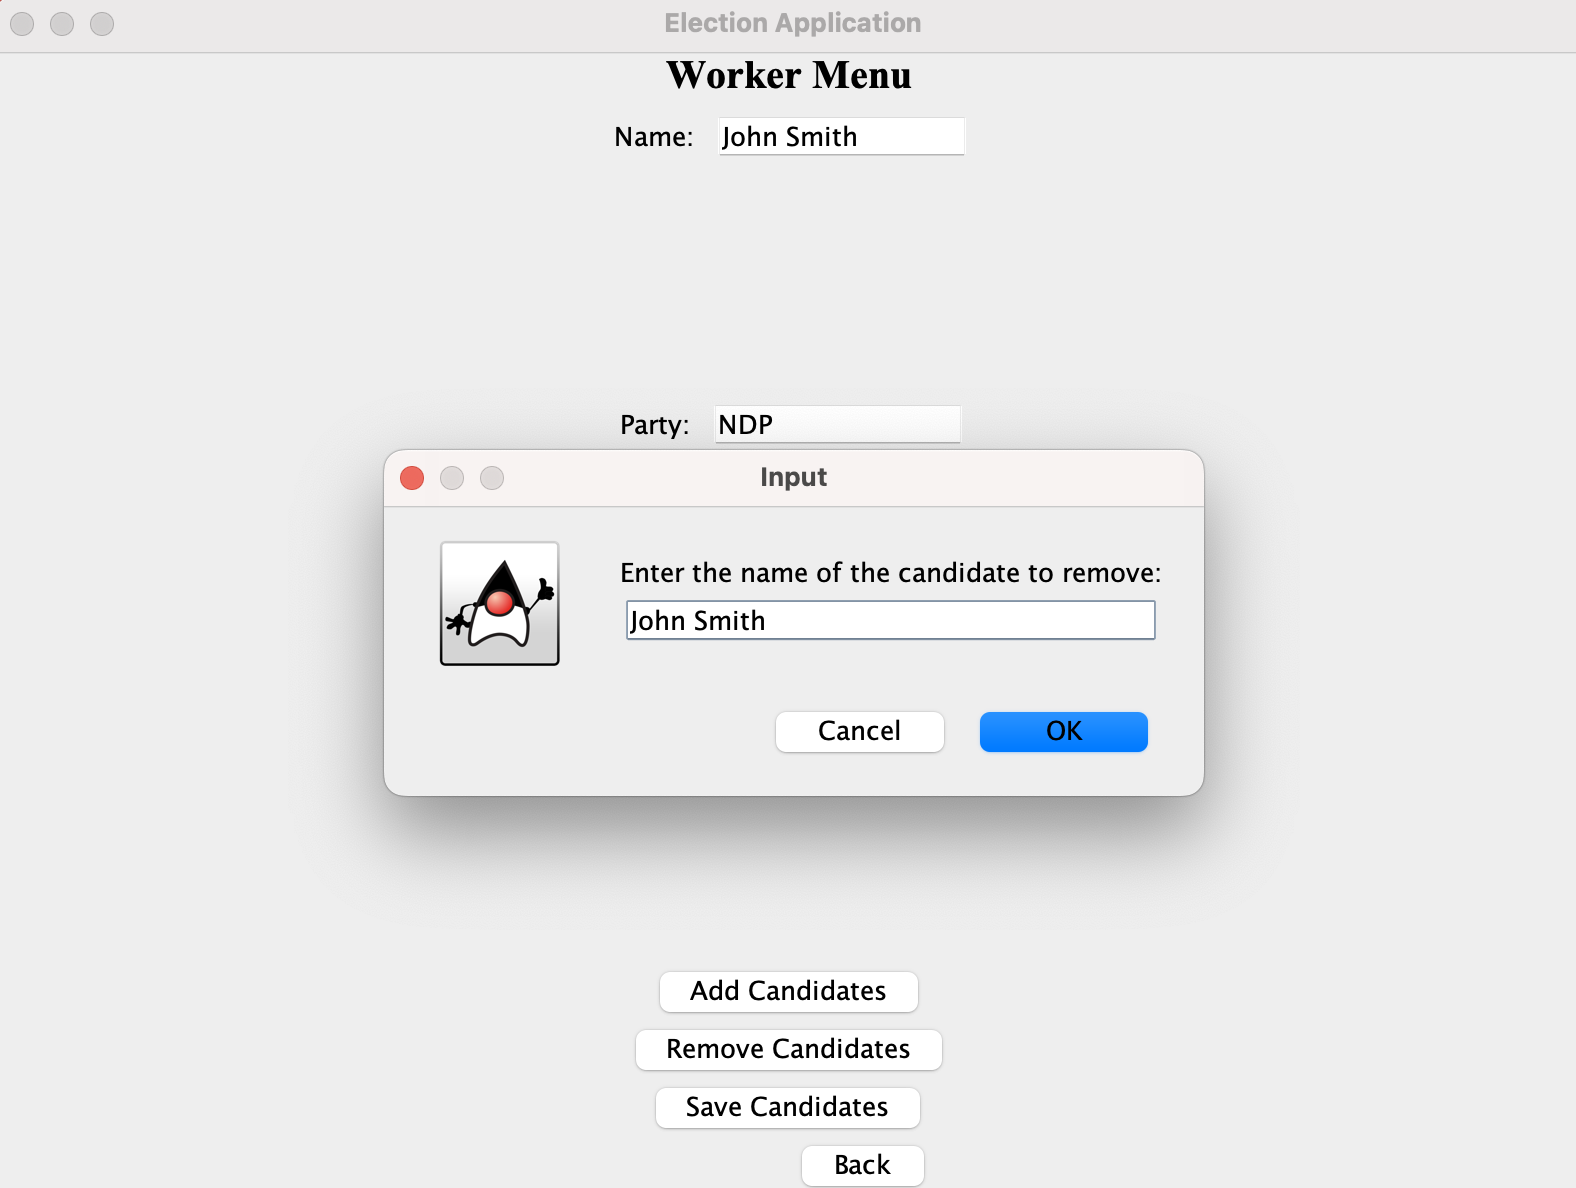 Election Application
Worker Menu
Name: John Smith
Party: NDP
Input
Enter the name of the candidate to remove:
John Smith
Cancel OK
Add Candidates
Remove Candidates
Save Candidates
Back